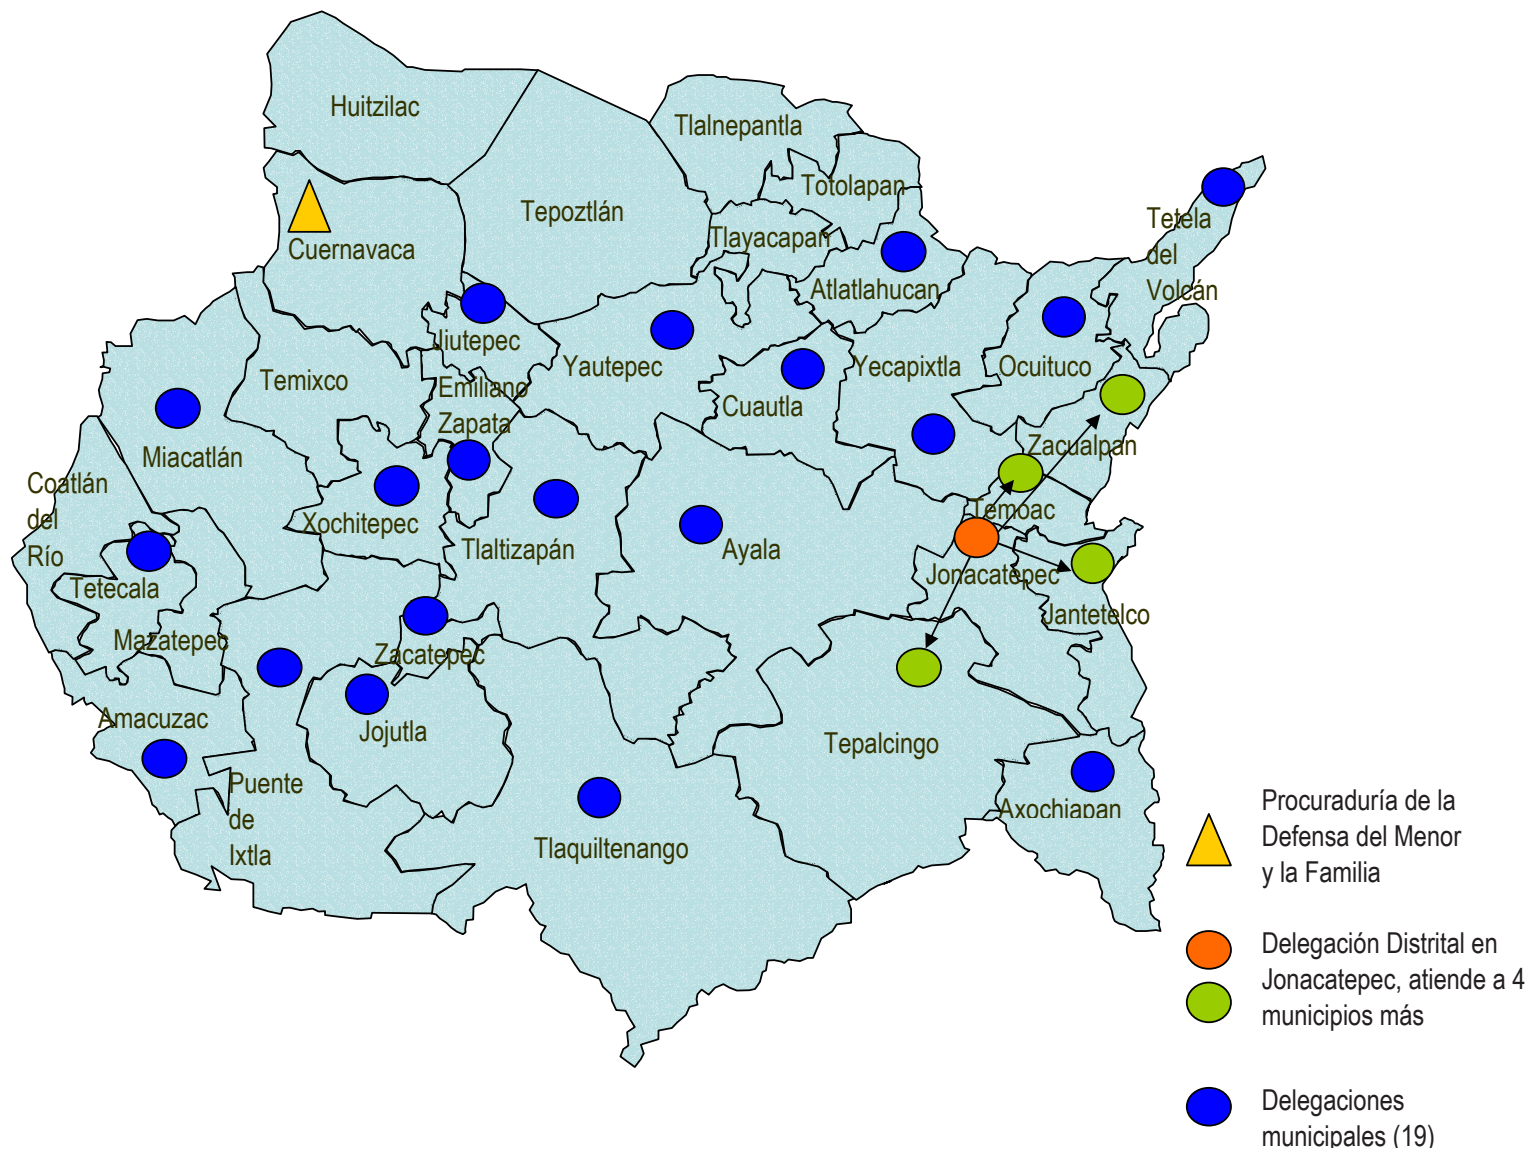 Huitzilac
Tlalnepantla
Totolapan
Tepoztlán
Tlayacapan
Cuernavaca
Tetela
del
Volcán
Atlatlahucan
Jiutepec
Yautepec
Yecapixtla
Ocuituco
Temixco
Emiliano
Zapata
Cuautla
Zacualpan
Miacatlán
Coatlán
del
Río
Xochitepec
Temoac
Tlaltizapán
Ayala
Jonacatepec
Tetecala
Jantetelco
Mazatepec
Zacatepec
Amacuzac
Jojutla
Tepalcingo
Puente
de
Ixtla
Axochiapan
Tlaquiltenango
Procuraduría de la
Defensa del Menor
y la Familia
Delegación Distrital en
Jonacatepec, atiende a 4
municipios más
Delegaciones
municipales (19)